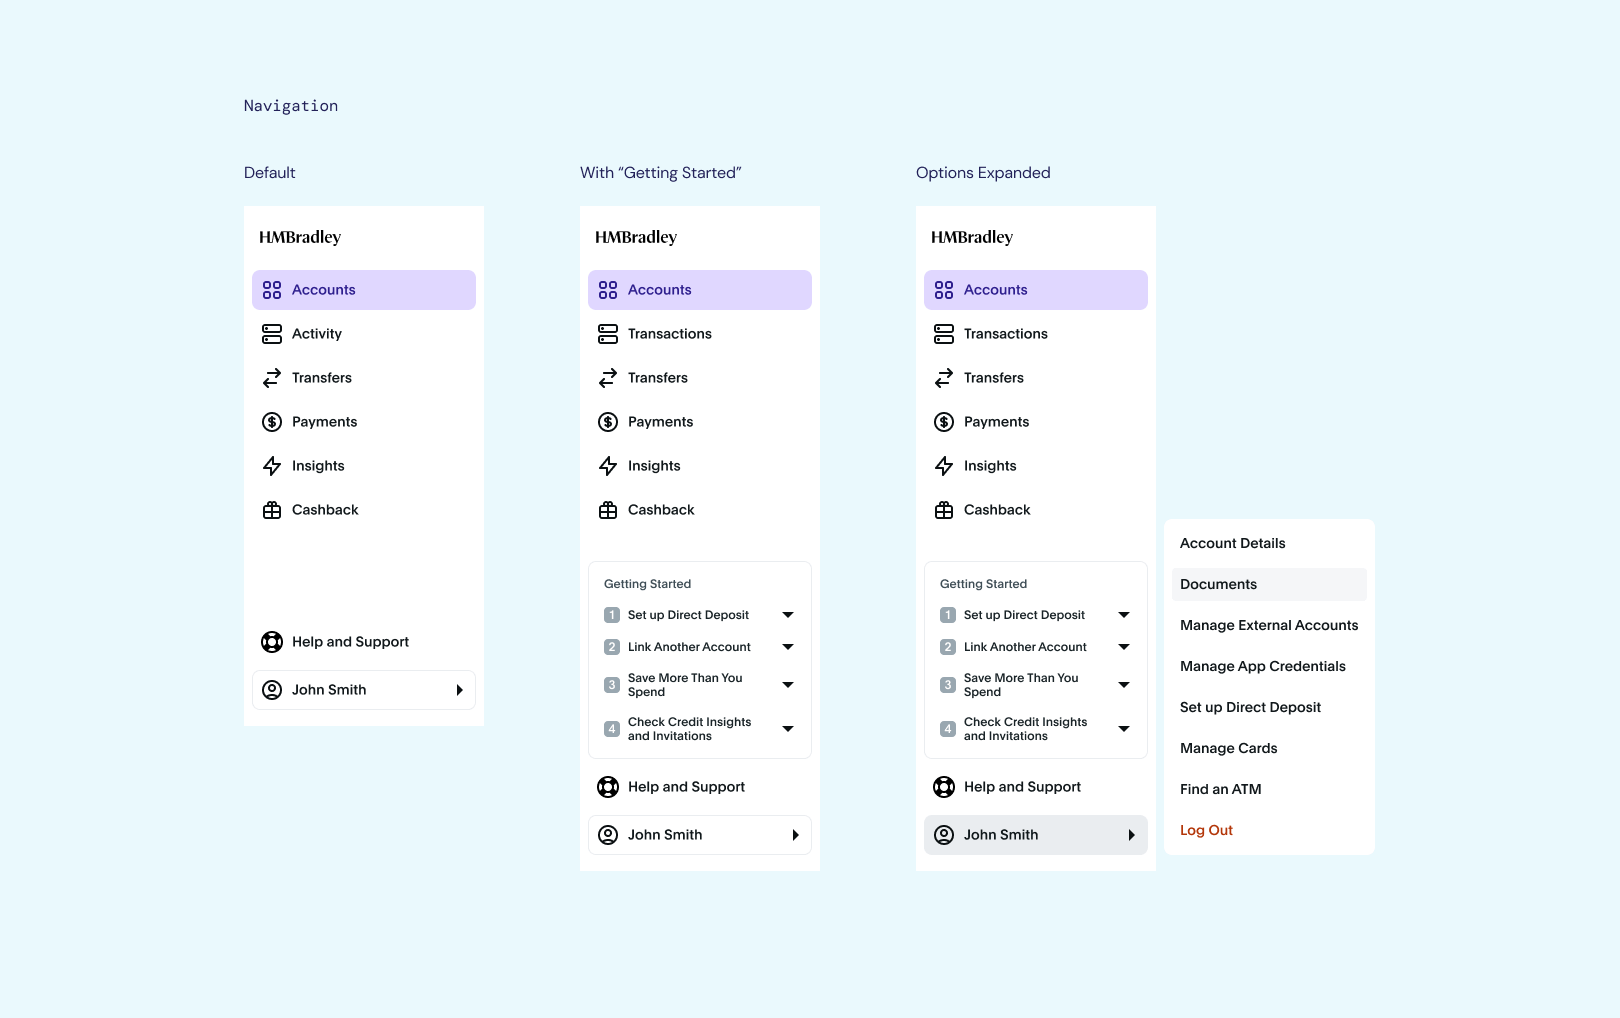 Navigation
Default
HMBradley
Accounts
Activity
Transfers
Payments
Insights
Cashback
Help and Support
John Smith
With “Getting Started”
HMBradley
Accounts
Transactions
Transfers
Payments
Insights
Cashback
Getting Started
1 Set up Direct Deposit
2 Link Another Account
3 Save More Than You
Spend
4 Check Credit Insights
and Invitations
Help and Support
John Smith
Options Expanded
HMBradley
Accounts
Transactions
Transfers
Payments
Insights
Cashback
Getting Started
1 Set up Direct Deposit
2 Link Another Account
3 Save More Than You
Spend
4 Check Credit Insights
and Invitations
Help and Support
John Smith
Account Details
Documents
Manage External Accounts
Manage App Credentials
Set up Direct Deposit
Manage Cards
Find an ATM
Log Out